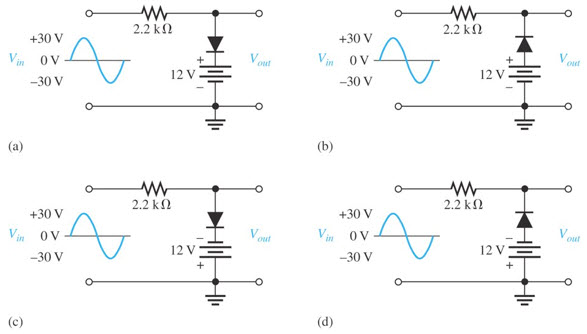 2.2 kΩ
+30 V
V_in 0 V
–30 V
+
12 V
–
V_out
(a)
2.2 kΩ
+30 V
V_in 0 V
–30 V
+
12 V
–
V_out
(b)
2.2 kΩ
+30 V
V_in 0 V
–30 V
–
12 V
+
V_out
(c)
2.2 kΩ
+30 V
V_in 0 V
–30 V
–
12 V
+
V_out
(d)